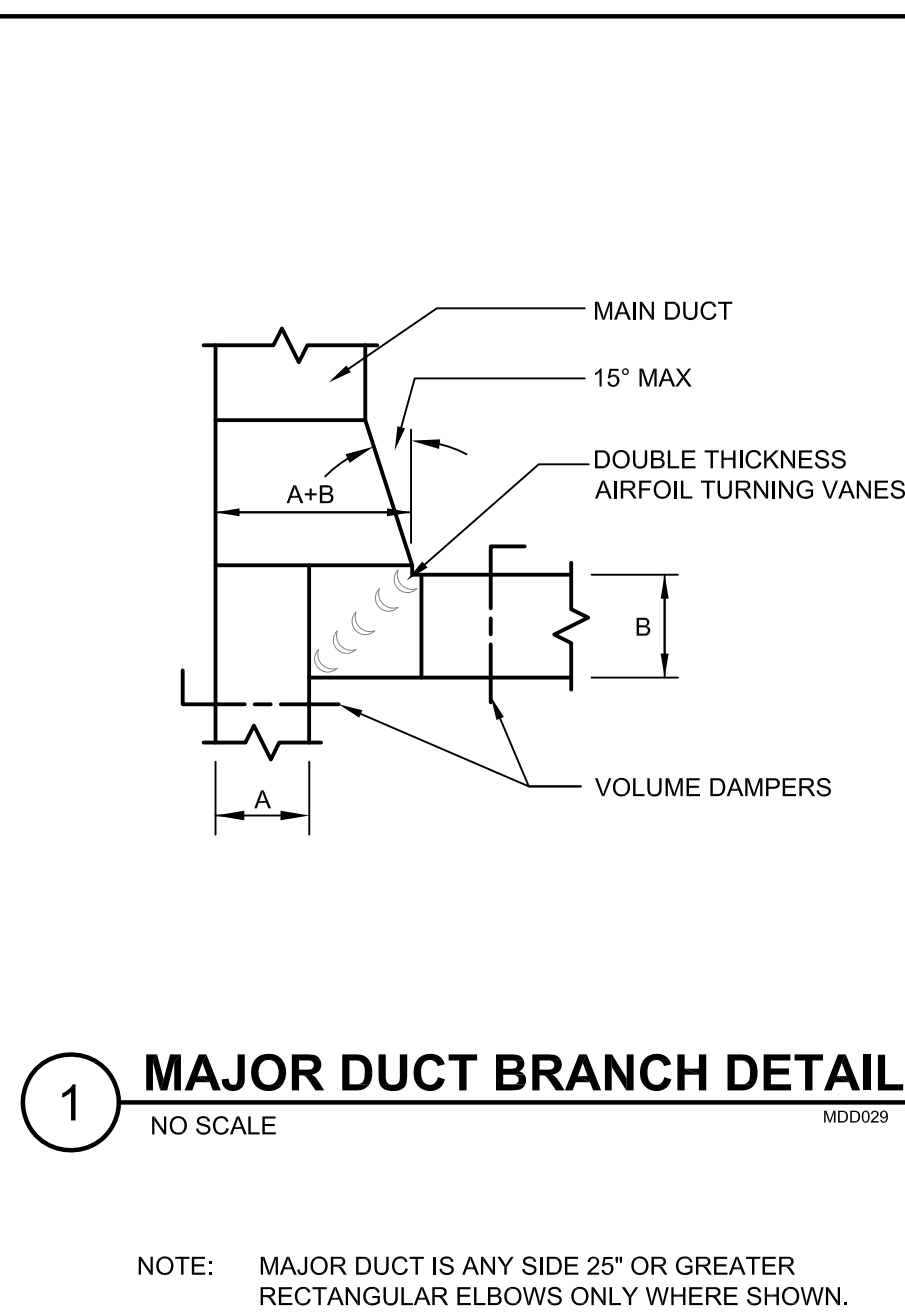 MAIN DUCT
15° MAX
DOUBLE THICKNESS
AIRFOIL TURNING VANES
A+B
B
A
VOLUME DAMPERS
1
MAJOR DUCT BRANCH DETAIL
NO SCALE
MDD029
NOTE: MAJOR DUCT IS ANY SIDE 25" OR GREATER
RECTANGULAR ELBOWS ONLY WHERE SHOWN.